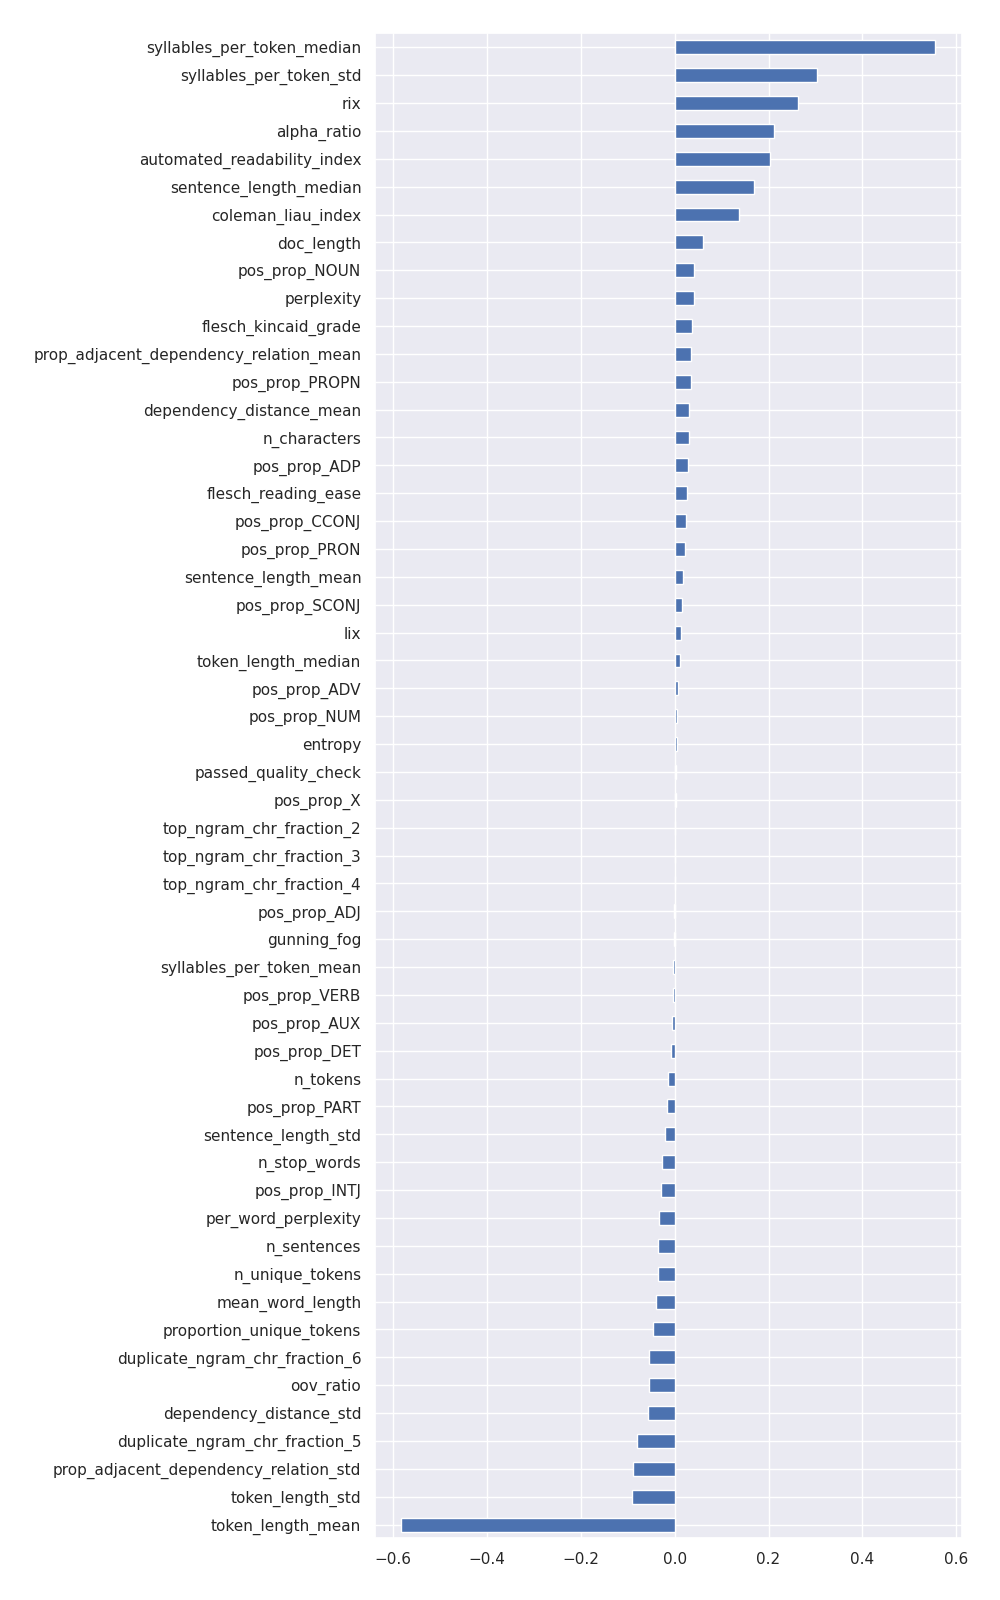 syllables_per_token_median
syllables_per_token_std
rix
alpha_ratio
automated_readability_index
sentence_length_median
coleman_liau_index
doc_length
pos_prop_NOUN
perplexity
flesch_kincaid_grade
prop_adjacent_dependency_relation_mean
pos_prop_PROPN
dependency_distance_mean
n_characters
pos_prop_ADP
flesch_reading_ease
pos_prop_CCONJ
pos_prop_PRON
sentence_length_mean
pos_prop_SCONJ
lix
token_length_median
pos_prop_ADV
pos_prop_NUM
entropy
passed_quality_check
pos_prop_X
top_ngram_chr_fraction_2
top_ngram_chr_fraction_3
top_ngram_chr_fraction_4
pos_prop_ADJ
gunning_fog
syllables_per_token_mean
pos_prop_VERB
pos_prop_AUX
pos_prop_DET
n_tokens
pos_prop_PART
sentence_length_std
n_stop_words
pos_prop_INTJ
per_word_perplexity
n_sentences
n_unique_tokens
mean_word_length
proportion_unique_tokens
duplicate_ngram_chr_fraction_6
oov_ratio
dependency_distance_std
duplicate_ngram_chr_fraction_5
prop_adjacent_dependency_relation_std
token_length_std
token_length_mean
−0.6 −0.4 −0.2 0.0 0.2 0.4 0.6